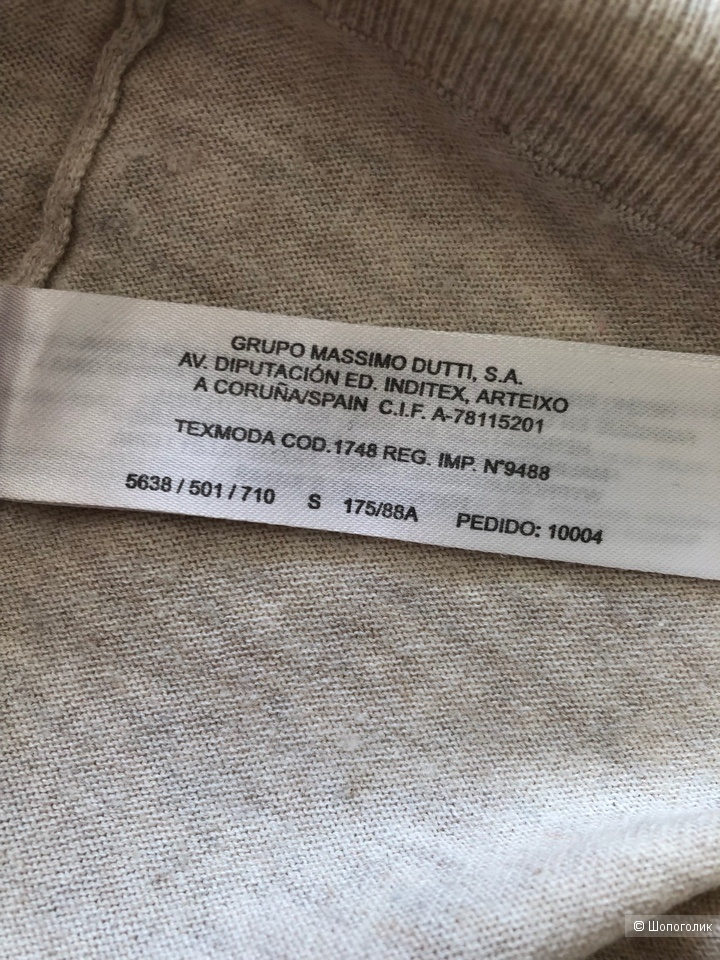 GRUPO MASSIMO DUTTI, S.A.
AV. DIPUTACIÓN ED. INDITEX, ARTEIXO
A CORUÑA/SPAIN C.I.F. A-78115201
TEXMODA COD.1748 REG. IMP. N°9488
5638 / 501 / 710 S 175/88A PEDIDO: 10004
© Шопоголик